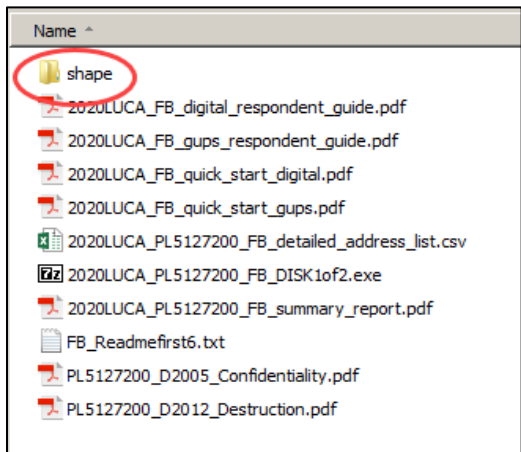 Name
shape
2020LUCA_FB_digital_respondent_guide.pdf
2020LUCA_FB_gups_respondent_guide.pdf
2020LUCA_FB_quick_start_digital.pdf
2020LUCA_FB_quick_start_gups.pdf
2020LUCA_PL5127200_FB_detailed_address_list.csv
2020LUCA_PL5127200_FB_DISK1of2.exe
2020LUCA_PL5127200_FB_summary_report.pdf
FB_Readmefirst6.txt
PL5127200_D2005_Confidentiality.pdf
PL5127200_D2012_Destruction.pdf